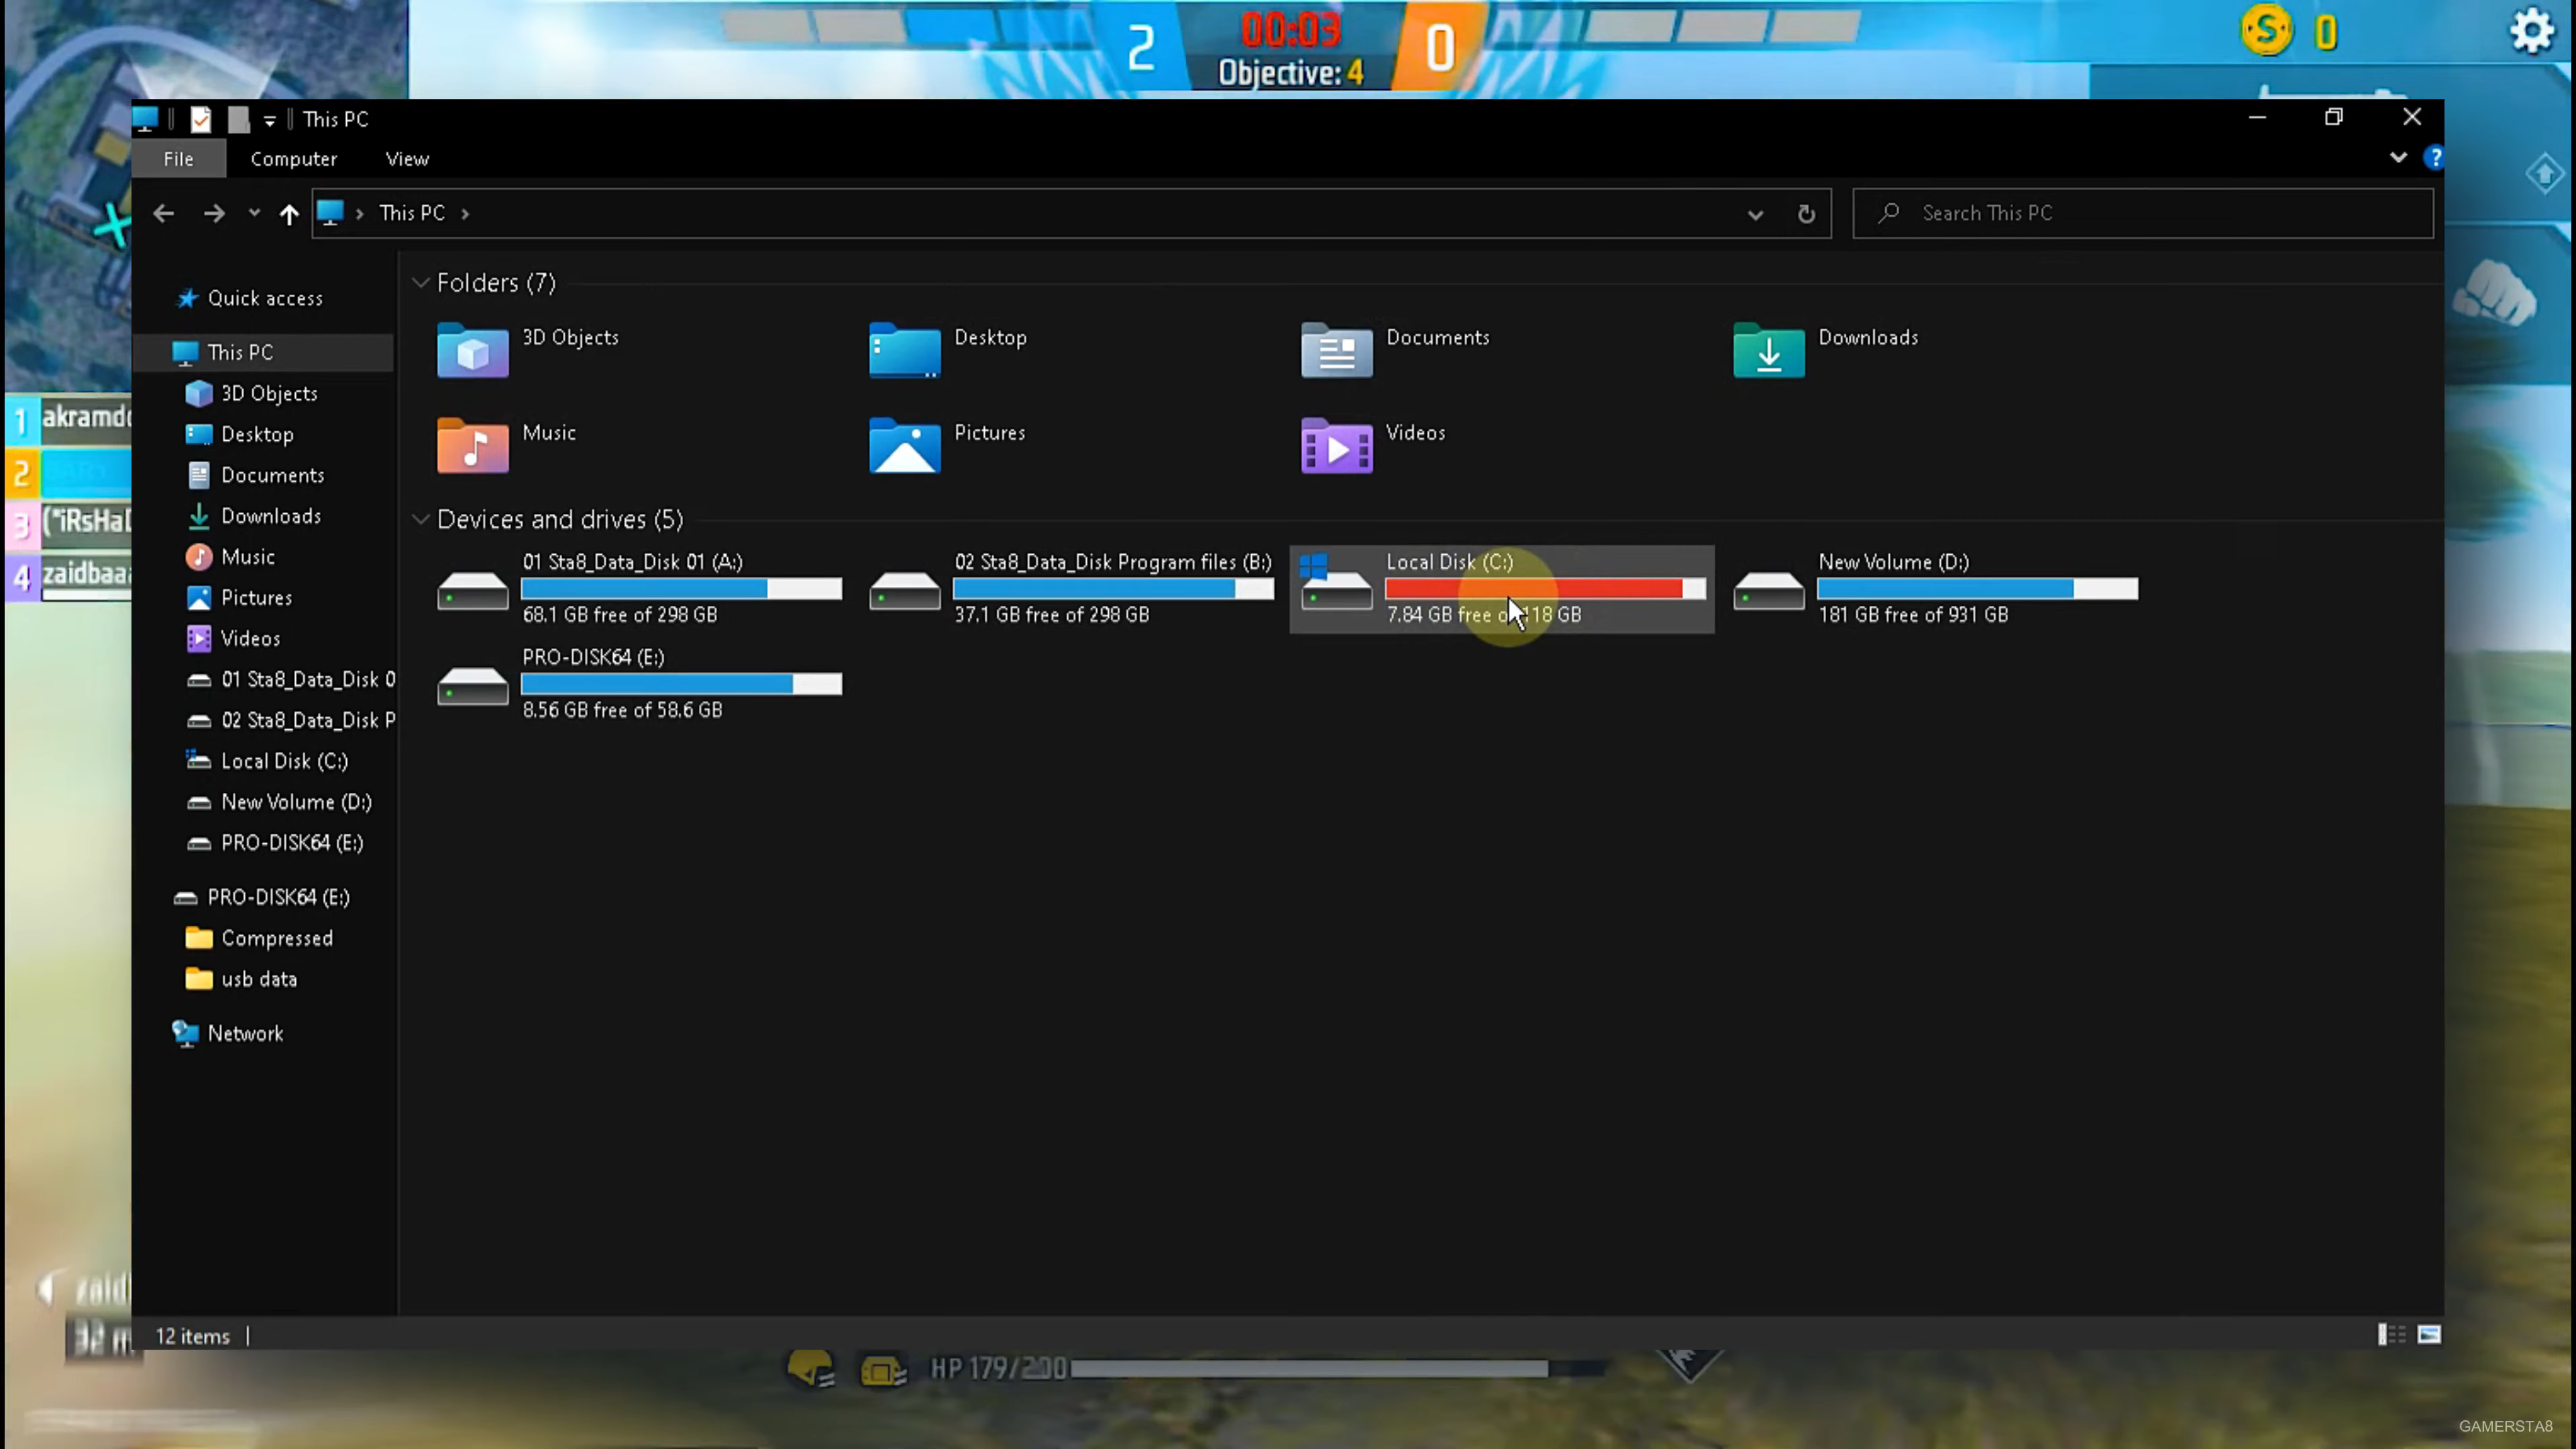 2
00:03
0
0
Objective: 4
This PC
File
Computer
View
This PC
Search This PC
Quick access
This PC
3D Objects
Desktop
Documents
Downloads
Music
Pictures
Videos
01 Sta8_Data_Disk 0
02 Sta8_Data_Disk P
Local Disk (C:)
New Volume (D:)
PRO-DISK64 (E:)
PRO-DISK64 (E:)
Compressed
usb data
Network
Folders (7)
3D Objects
Desktop
Documents
Downloads
Music
Pictures
Videos
Devices and drives (5)
01 Sta8_Data_Disk 01 (A:)
68.1 GB free of 298 GB
02 Sta8_Data_Disk Program files (B:)
37.1 GB free of 298 GB
Local Disk (C:)
7.84 GB free of 118 GB
New Volume (D:)
181 GB free of 931 GB
PRO-DISK64 (E:)
8.56 GB free of 58.6 GB
12 items
1 akramd
2
3 (*iRsHa
4 zaidbaa
zaid
32 m
HP 179/200
GAMERSTA8